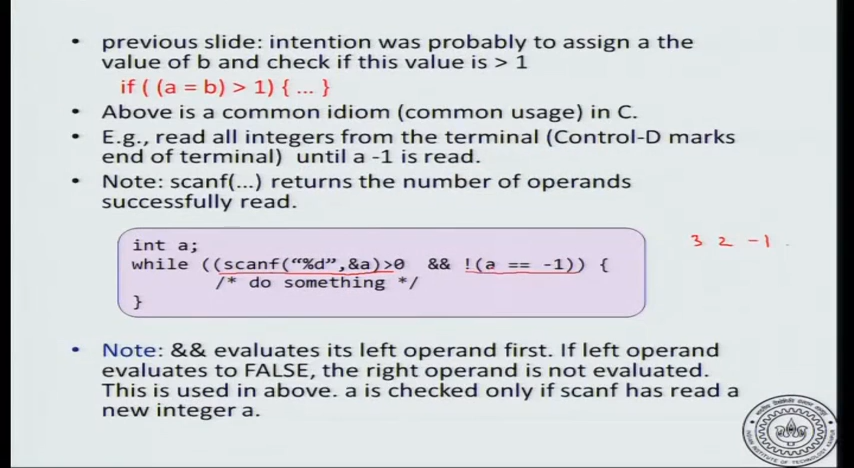 • previous slide: intention was probably to assign a the
value of b and check if this value is > 1
if ( (a = b) > 1) { ... }
• Above is a common idiom (common usage) in C.
• E.g., read all integers from the terminal (Control-D marks
end of terminal) until a -1 is read.
• Note: scanf(...) returns the number of operands
successfully read.
int a;
while ((scanf(“%d”,&a)>0 && !(a == -1)) {
/* do something */
}
3 2 -1
• Note: && evaluates its left operand first. If left operand
evaluates to FALSE, the right operand is not evaluated.
This is used in above. a is checked only if scanf has read a
new integer a.